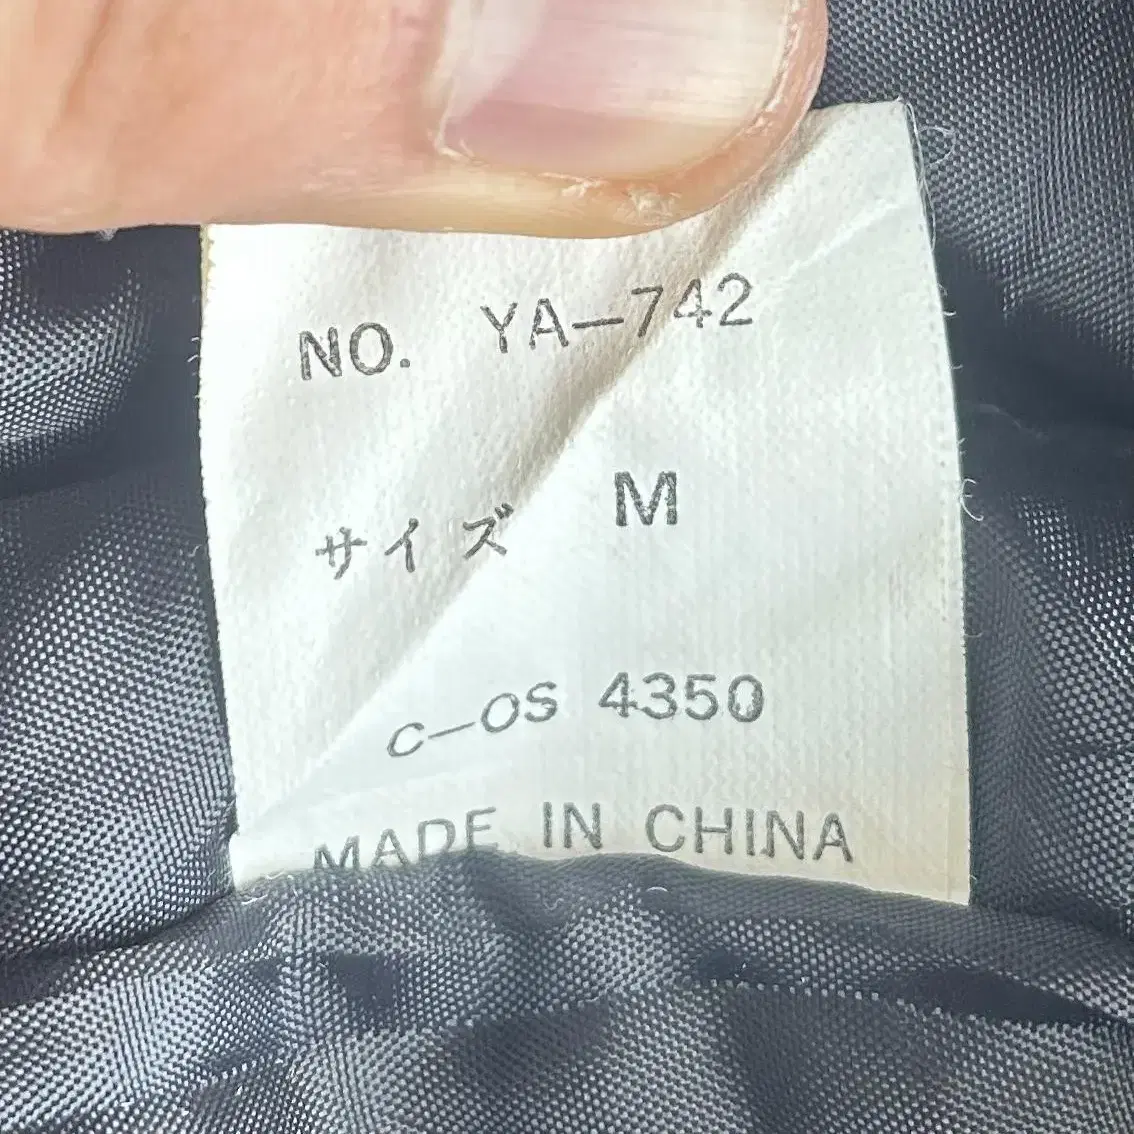 NO. YA-742
サイズ M
C-OS 4350
MADE IN CHINA